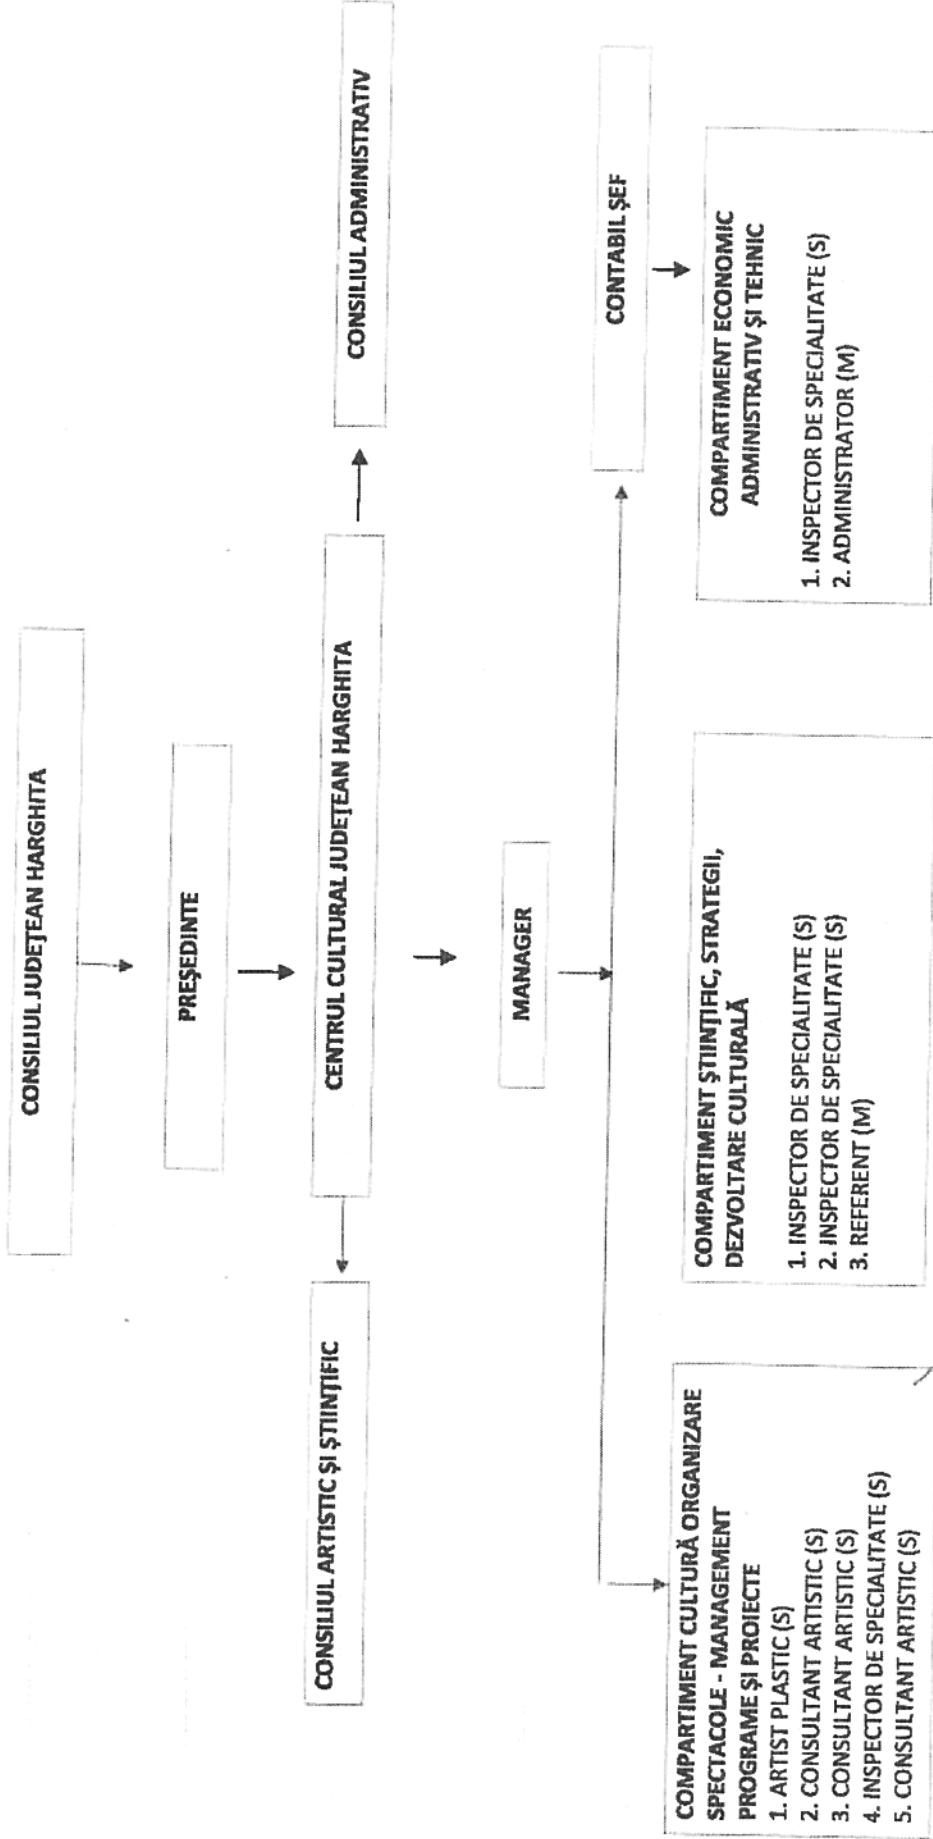 CONSILIUL JUDEȚEAN HARGHITA
PREȘEDINTE
CENTRUL CULTURAL JUDEȚEAN HARGHITA
CONSILIUL ARTISTIC ȘI ȘTIINȚIFIC
CONSILIUL ADMINISTRATIV
MANAGER
CONTABIL ȘEF
COMPARTIMENT CULTURĂ ORGANIZARE
SPECTACOLE - MANAGEMENT
PROGRAME ȘI PROIECTE
1. ARTIST PLASTIC (S)
2. CONSULTANT ARTISTIC (S)
3. CONSULTANT ARTISTIC (S)
4. INSPECTOR DE SPECIALITATE (S)
5. CONSULTANT ARTISTIC (S)
COMPARTIMENT ȘTIINȚIFIC, STRATEGII,
DEZVOLTARE CULTURALĂ
1. INSPECTOR DE SPECIALITATE (S)
2. INSPECTOR DE SPECIALITATE (S)
3. REFERENT (M)
COMPARTIMENT ECONOMIC
ADMINISTRATIV ȘI TEHNIC
1. INSPECTOR DE SPECIALITATE (S)
2. ADMINISTRATOR (M)